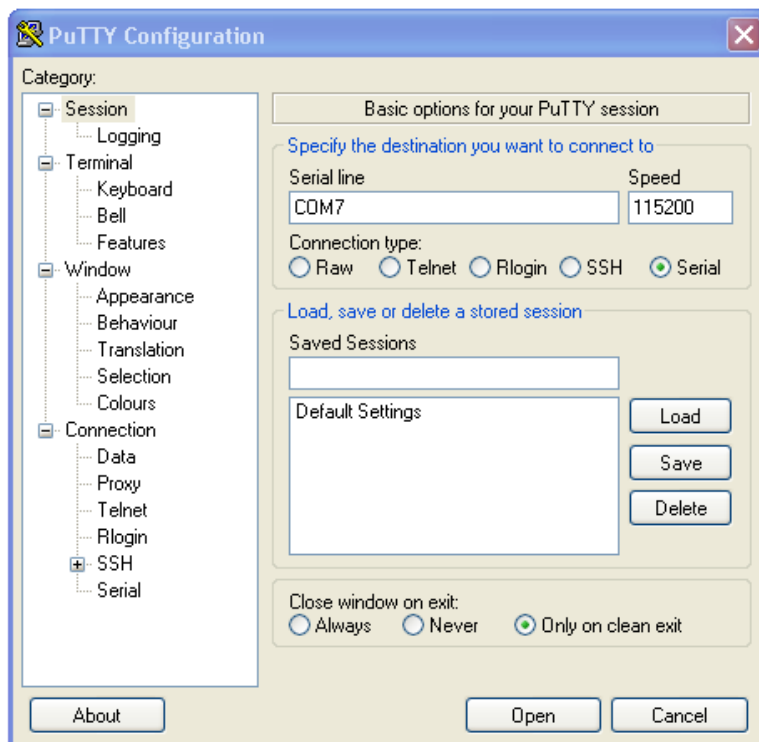 PuTTY Configuration
Category:
Session
Logging
Terminal
Keyboard
Bell
Features
Window
Appearance
Behaviour
Translation
Selection
Colours
Connection
Data
Proxy
Telnet
Rlogin
SSH
Serial
Basic options for your PuTTY session
Specify the destination you want to connect to
Serial line Speed
COM7 115200
Connection type:
Raw Telnet Rlogin SSH Serial
Load, save or delete a stored session
Saved Sessions
Default Settings
Load
Save
Delete
Close window on exit:
Always Never Only on clean exit
About Open Cancel